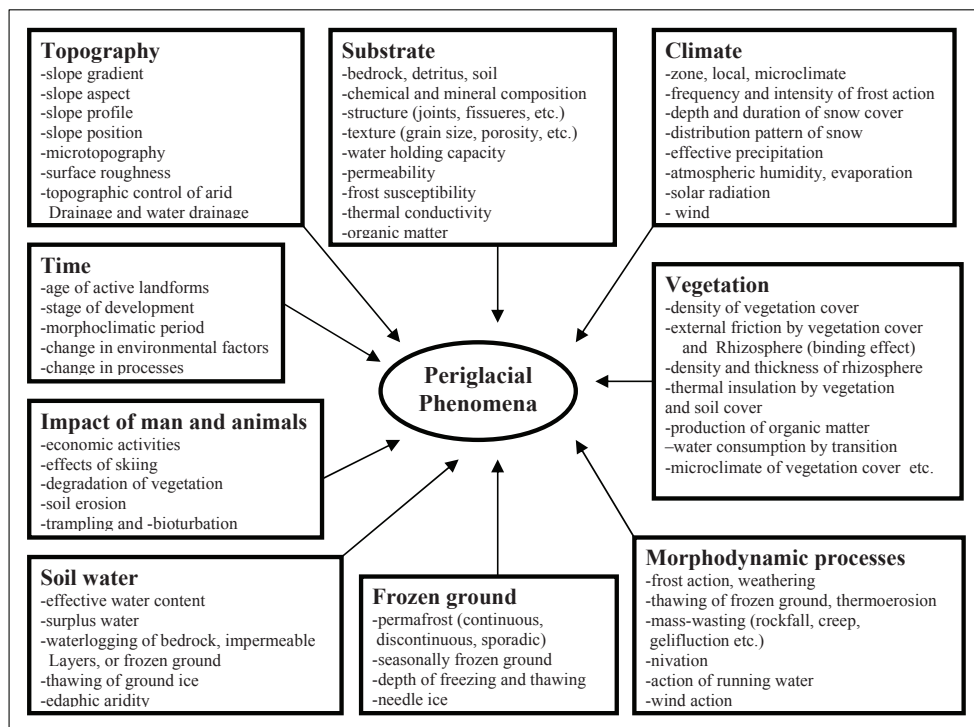 Topography
-slope gradient
-slope aspect
-slope profile
-slope position
-microtopography
-surface roughness
-topographic control of arid
Drainage and water drainage
Substrate
-bedrock, detritus, soil
-chemical and mineral composition
-structure (joints, fissueres, etc.)
-texture (grain size, porosity, etc.)
-water holding capacity
-permeability
-frost susceptibility
-thermal conductivity
-organic matter
Climate
-zone, local, microclimate
-frequency and intensity of frost action
-depth and duration of snow cover
-distribution pattern of snow
-effective precipitation
-atmospheric humidity, evaporation
-solar radiation
- wind
Time
-age of active landforms
-stage of development
-morphoclimatic period
-change in environmental factors
-change in processes
Periglacial
Phenomena
Vegetation
-density of vegetation cover
-external friction by vegetation cover
and Rhizosphere (binding effect)
-density and thickness of rhizosphere
-thermal insulation by vegetation
and soil cover
-production of organic matter
–water consumption by transition
-microclimate of vegetation cover etc.
Impact of man and animals
-economic activities
-effects of skiing
-degradation of vegetation
-soil erosion
-trampling and -bioturbation
Soil water
-effective water content
-surplus water
-waterlogging of bedrock, impermeable
Layers, or frozen ground
-thawing of ground ice
-edaphic aridity
Frozen ground
-permafrost (continuous,
discontinuous, sporadic)
-seasonally frozen ground
-depth of freezing and thawing
-needle ice
Morphodynamic processes
-frost action, weathering
-thawing of frozen ground, thermoerosion
-mass-wasting (rockfall, creep,
gelifluction etc.)
-nivation
-action of running water
-wind action